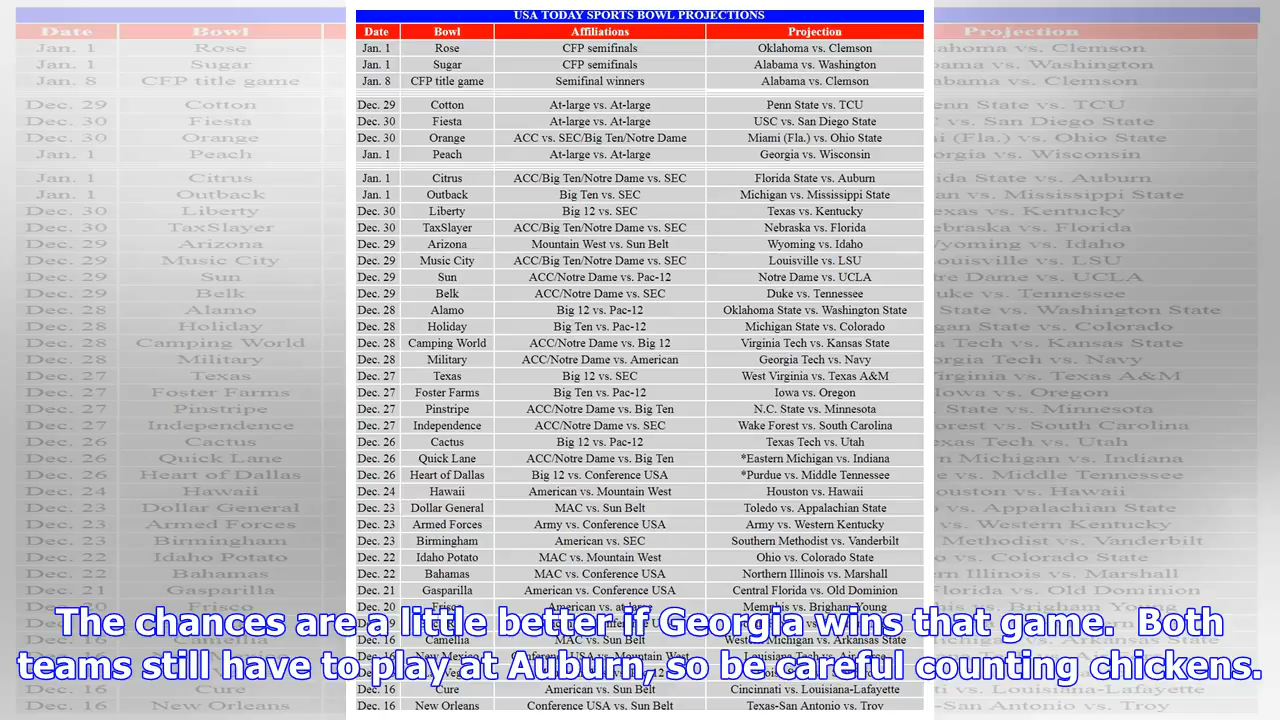 USA TODAY SPORTS BOWL PROJECTIONS
Date Bowl Affiliations Projection
Jan. 1 Rose CFP semifinals Oklahoma vs. Clemson
Jan. 1 Sugar CFP semifinals Alabama vs. Washington
Jan. 8 CFP title game Semifinal winners Alabama vs. Clemson
Dec. 29 Cotton At-large vs. At-large Penn State vs. TCU
Dec. 30 Fiesta At-large vs. At-large USC vs. San Diego State
Dec. 30 Orange ACC vs. SEC/Big Ten/Notre Dame Miami (Fla.) vs. Ohio State
Jan. 1 Peach At-large vs. At-large Georgia vs. Wisconsin
Jan. 1 Citrus ACC/Big Ten/Notre Dame vs. SEC Florida State vs. Auburn
Jan. 1 Outback Big Ten vs. SEC Michigan vs. Mississippi State
Dec. 30 Liberty Big 12 vs. SEC Texas vs. Kentucky
Dec. 30 TaxSlayer ACC/Big Ten/Notre Dame vs. SEC Nebraska vs. Florida
Dec. 29 Arizona Mountain West vs. Sun Belt Wyoming vs. Idaho
Dec. 29 Music City ACC/Big Ten/Notre Dame vs. SEC Louisville vs. LSU
Dec. 29 Sun ACC/Notre Dame vs. Pac-12 Notre Dame vs. UCLA
Dec. 29 Belk ACC/Notre Dame vs. SEC Duke vs. Tennessee
Dec. 28 Alamo Big 12 vs. Pac-12 Oklahoma State vs. Washington State
Dec. 28 Holiday Big Ten vs. Pac-12 Michigan State vs. Colorado
Dec. 28 Camping World ACC/Notre Dame vs. Big 12 Virginia Tech vs. Kansas State
Dec. 28 Military ACC/Notre Dame vs. American Georgia Tech vs. Navy
Dec. 27 Texas Big 12 vs. SEC West Virginia vs. Texas A&M
Dec. 27 Foster Farms Big Ten vs. Pac-12 Iowa vs. Oregon
Dec. 27 Pinstripe ACC/Notre Dame vs. Big Ten N.C. State vs. Minnesota
Dec. 27 Independence ACC/Notre Dame vs. SEC Wake Forest vs. South Carolina
Dec. 26 Cactus Big 12 vs. Pac-12 Texas Tech vs. Utah
Dec. 26 Quick Lane ACC/Notre Dame vs. Big Ten *Eastern Michigan vs. Indiana
Dec. 26 Heart of Dallas Big 12 vs. Conference USA *Purdue vs. Middle Tennessee
Dec. 24 Hawaii American vs. Mountain West Houston vs. Hawaii
Dec. 23 Dollar General MAC vs. Sun Belt Toledo vs. Appalachian State
Dec. 23 Armed Forces Army vs. Conference USA Army vs. Western Kentucky
Dec. 23 Birmingham American vs. SEC Southern Methodist vs. Vanderbilt
Dec. 22 Idaho Potato MAC vs. Mountain West Ohio vs. Colorado State
Dec. 22 Bahamas MAC vs. Conference USA Northern Illinois vs. Marshall
Dec. 21 Gasparilla American vs. Conference USA Central Florida vs. Old Dominion
Dec. 20 Frisco American vs. at large Memphis vs. Brigham Young
The chances are a little better if Georgia wins that game. Both
teams still have to play at Auburn, so be careful counting chickens.
Dec. 16 Cure American vs. Sun Belt Cincinnati vs. Louisiana-Lafayette
Dec. 16 New Orleans Conference USA vs. Sun Belt Texas-San Antonio vs. Troy